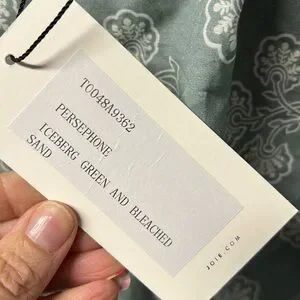 T0048A9362
PERSEPHONE
ICEBERG GREEN AND BLEACHED
SAND
JOIE.COM